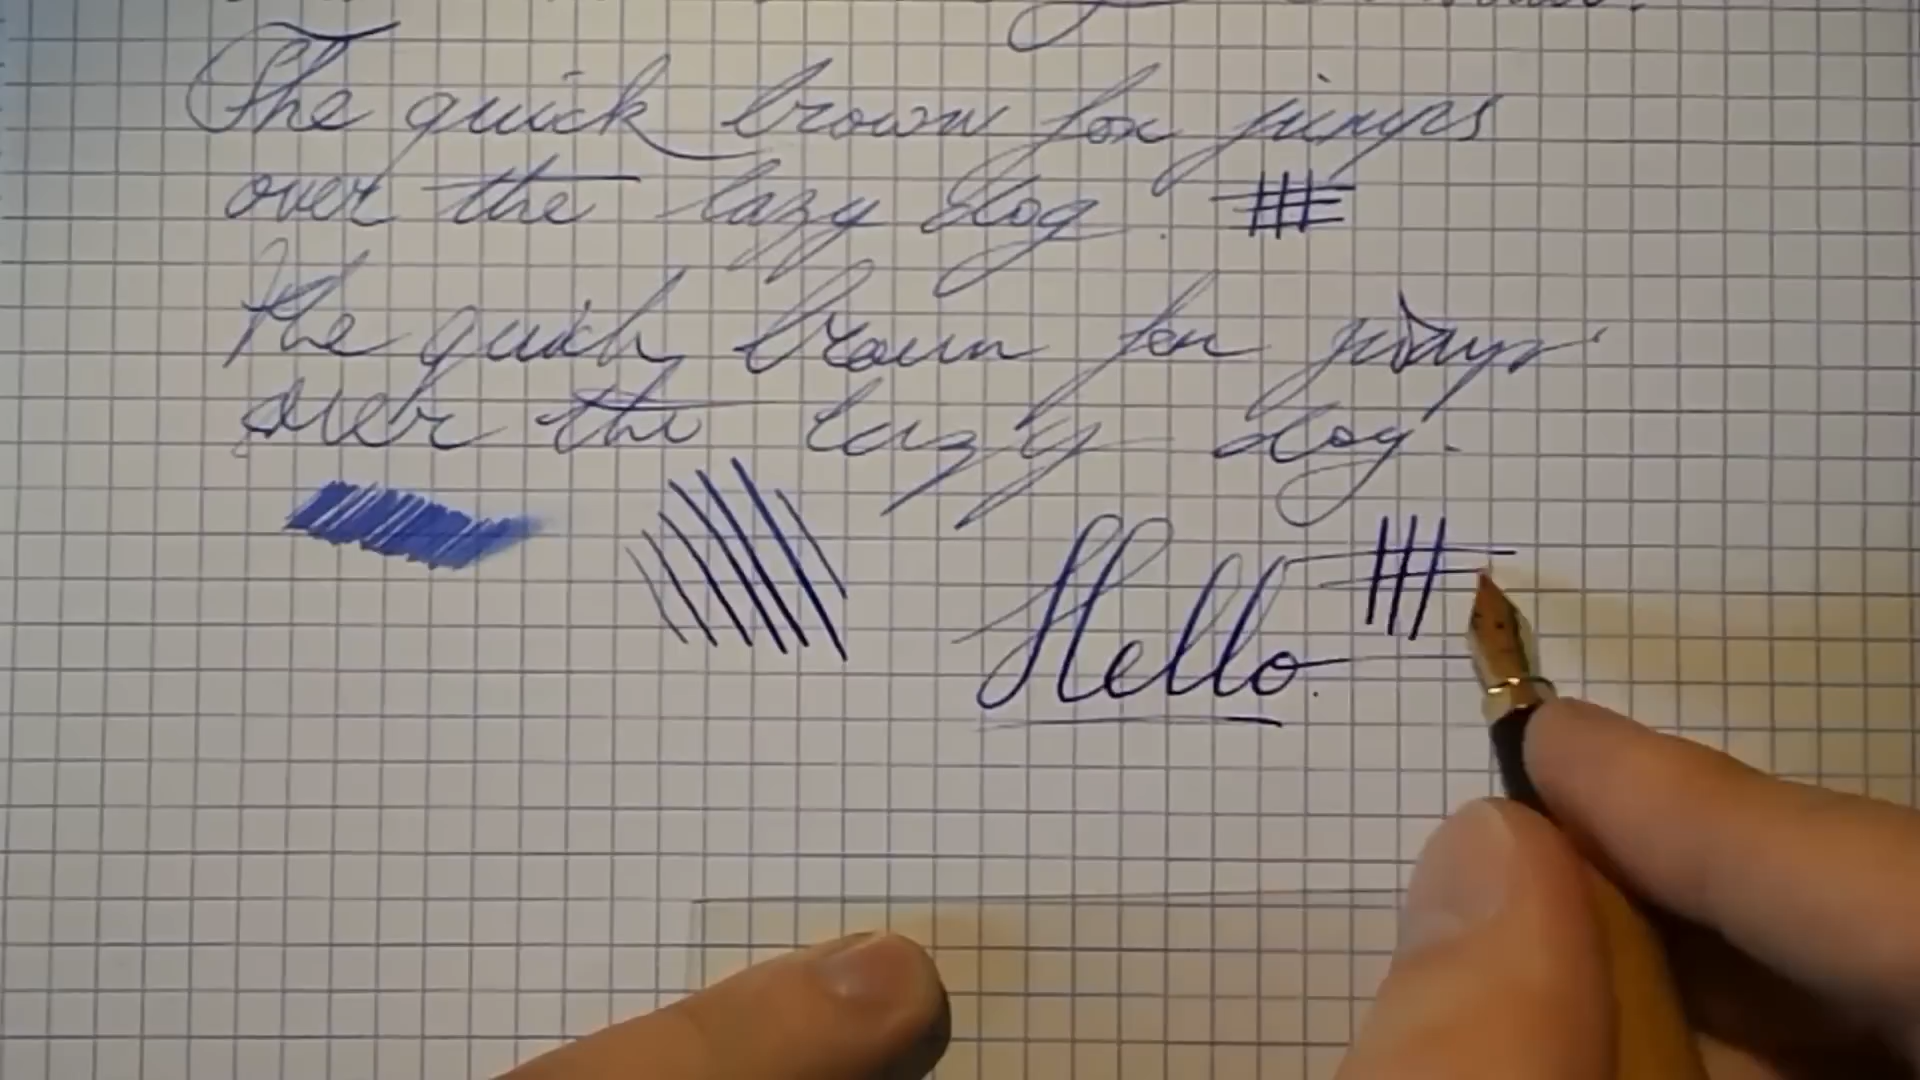 The quick brown fox jumps
over the lazy dog.
The quick brown fox jumps
over the lazy dog.
Hello.